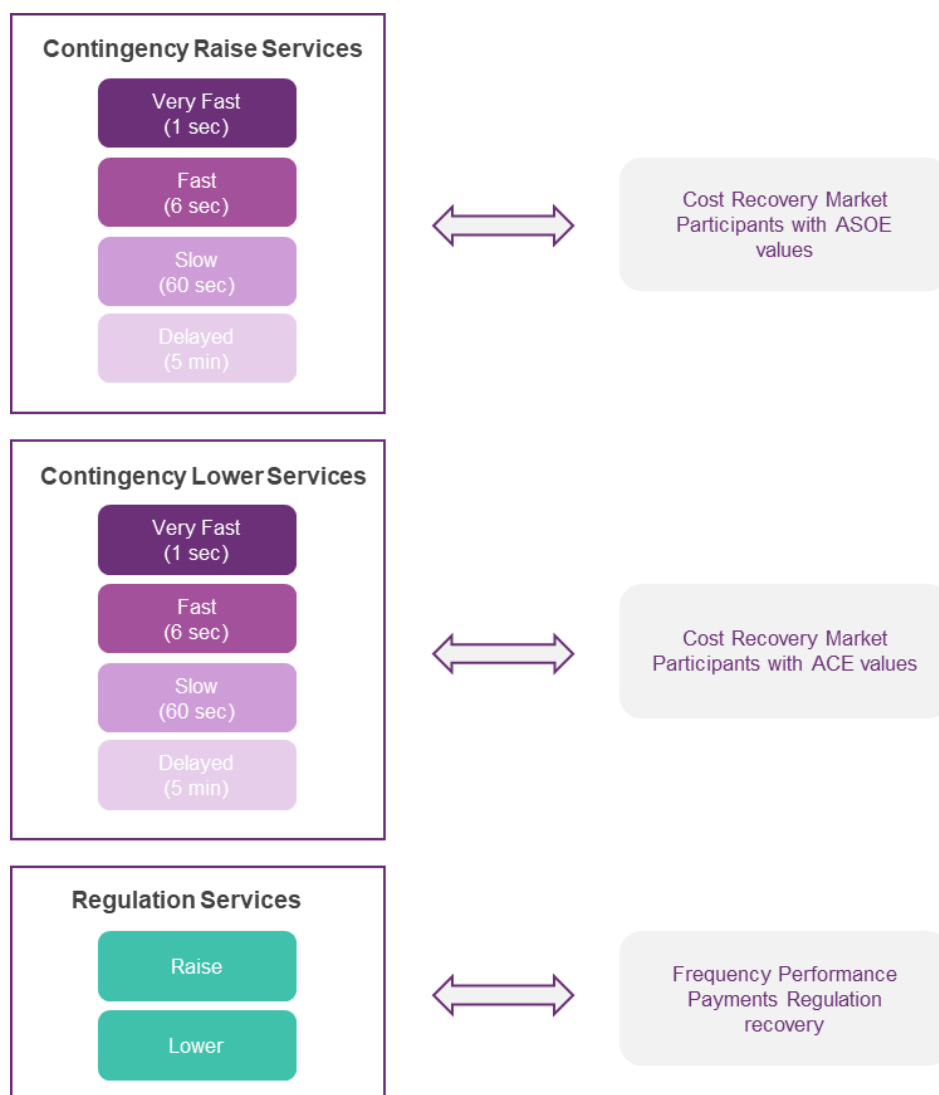 Contingency Raise Services
Very Fast
(1 sec)
Fast
(6 sec)
Slow
(60 sec)
Delayed
(5 min)
Cost Recovery Market
Participants with ASOE
values
Contingency Lower Services
Very Fast
(1 sec)
Fast
(6 sec)
Slow
(60 sec)
Delayed
(5 min)
Cost Recovery Market
Participants with ACE values
Regulation Services
Raise
Lower
Frequency Performance
Payments Regulation
recovery